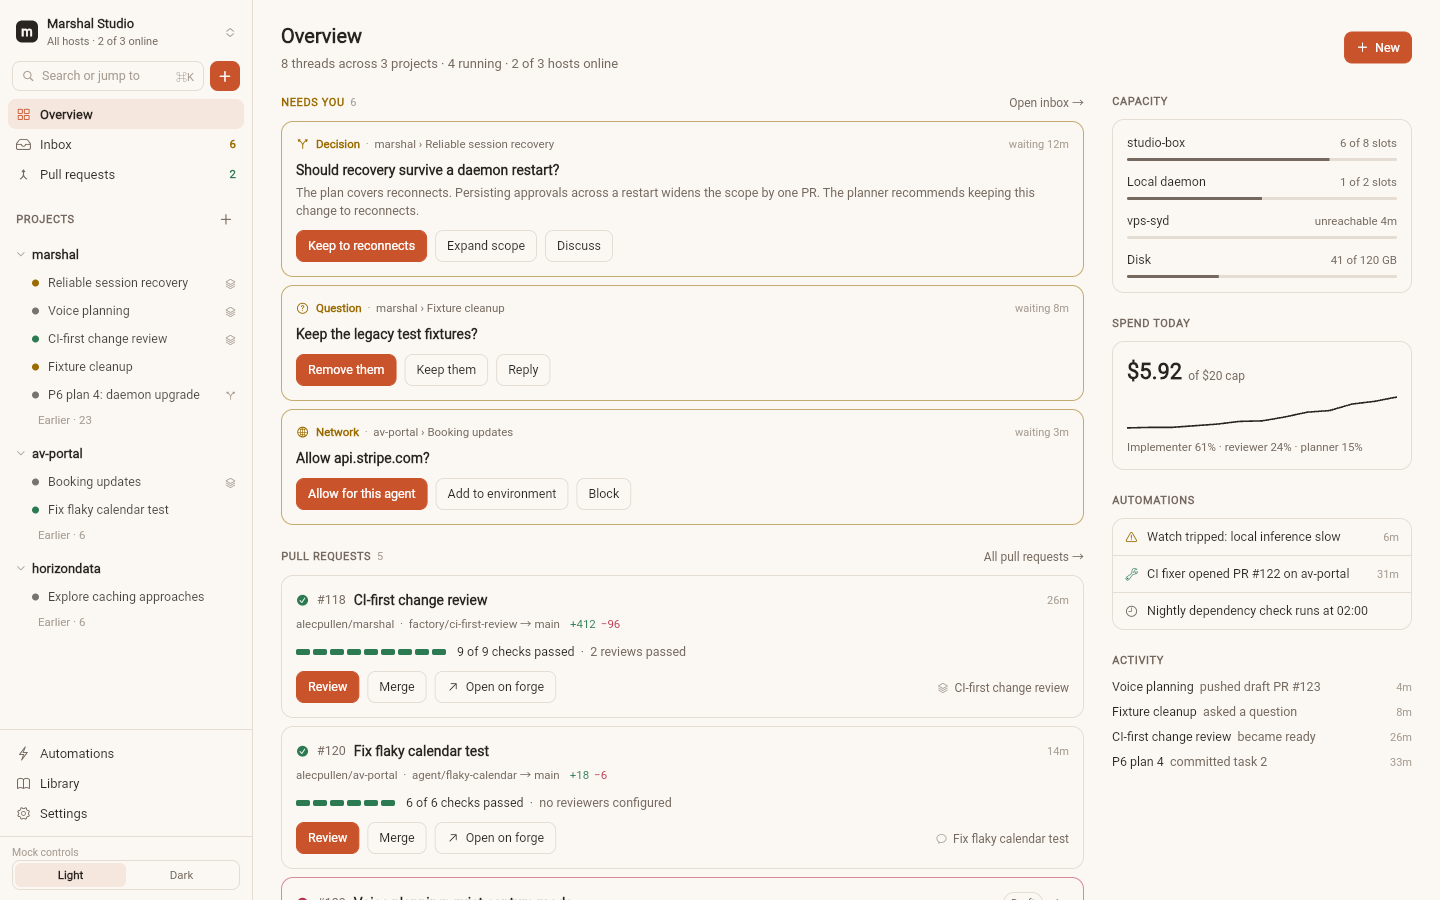 m
Marshal Studio
All hosts · 2 of 3 online
Search or jump to ⌘K
Overview
Inbox 6
Pull requests 2
PROJECTS
marshal
Reliable session recovery
Voice planning
CI-first change review
Fixture cleanup
P6 plan 4: daemon upgrade
Earlier · 23
av-portal
Booking updates
Fix flaky calendar test
Earlier · 6
horizondata
Explore caching approaches
Earlier · 6
Automations
Library
Settings
Mock controls
Light Dark
Overview
8 threads across 3 projects · 4 running · 2 of 3 hosts online
New
NEEDS YOU 6 Open inbox →
Decision · marshal › Reliable session recovery waiting 12m
Should recovery survive a daemon restart?
The plan covers reconnects. Persisting approvals across a restart widens the scope by one PR. The planner recommends keeping this
change to reconnects.
Keep to reconnects Expand scope Discuss
Question · marshal › Fixture cleanup waiting 8m
Keep the legacy test fixtures?
Remove them Keep them Reply
Network · av-portal › Booking updates waiting 3m
Allow api.stripe.com?
Allow for this agent Add to environment Block
PULL REQUESTS 5 All pull requests →
#118 CI-first change review 26m
alecpullen/marshal · factory/ci-first-review → main +412 −96
9 of 9 checks passed · 2 reviews passed
Review Merge Open on forge CI-first change review
#120 Fix flaky calendar test 14m
alecpullen/av-portal · agent/flaky-calendar → main +18 −6
6 of 6 checks passed · no reviewers configured
Review Merge Open on forge Fix flaky calendar test
CAPACITY
studio-box 6 of 8 slots
Local daemon 1 of 2 slots
vps-syd unreachable 4m
Disk 41 of 120 GB
SPEND TODAY
$5.92 of $20 cap
Implementer 61% · reviewer 24% · planner 15%
AUTOMATIONS
Watch tripped: local inference slow 6m
CI fixer opened PR #122 on av-portal 31m
Nightly dependency check runs at 02:00
ACTIVITY
Voice planning pushed draft PR #123 4m
Fixture cleanup asked a question 8m
CI-first change review became ready 26m
P6 plan 4 committed task 2 33m